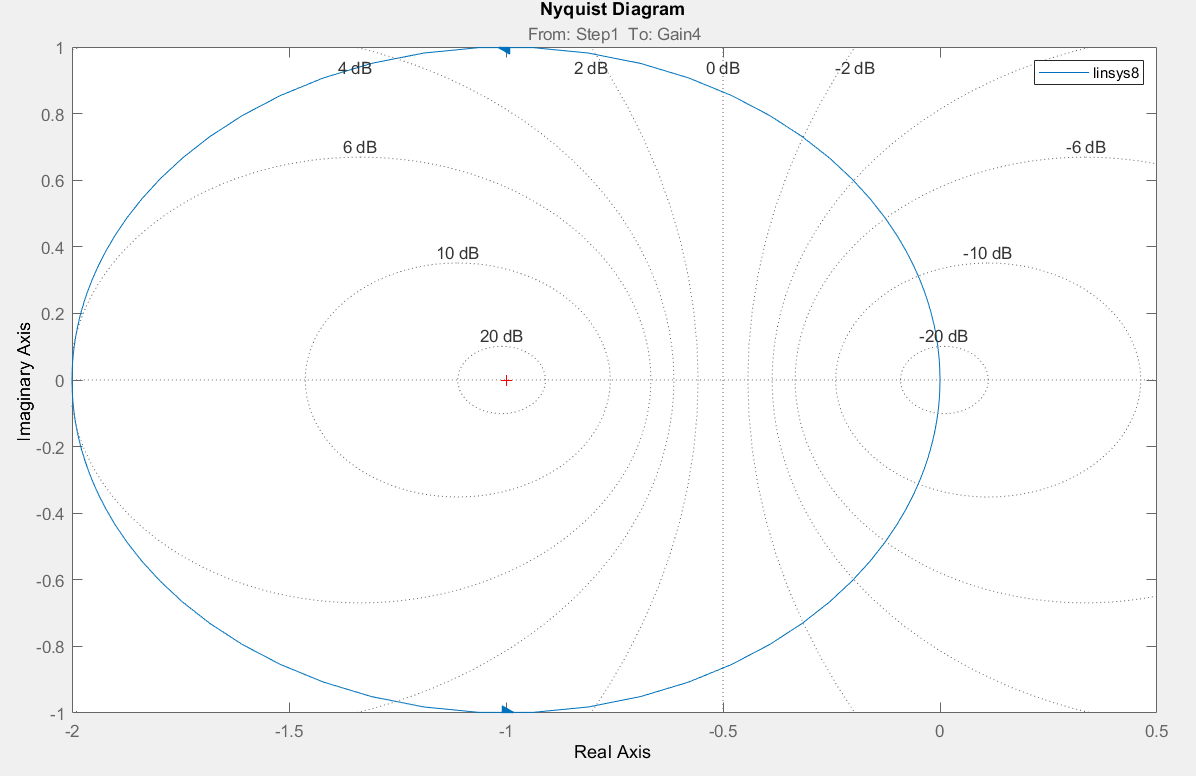 Nyquist Diagram
From: Step1 To: Gain4
1
4 dB
2 dB
0 dB
-2 dB
linsys8
0.8
6 dB
-6 dB
0.6
0.4
10 dB
-10 dB
0.2
20 dB
-20 dB
0
Imaginary Axis
-0.2
-0.4
-0.6
-0.8
-1
-2
-1.5
-1
-0.5
0
0.5
Real Axis